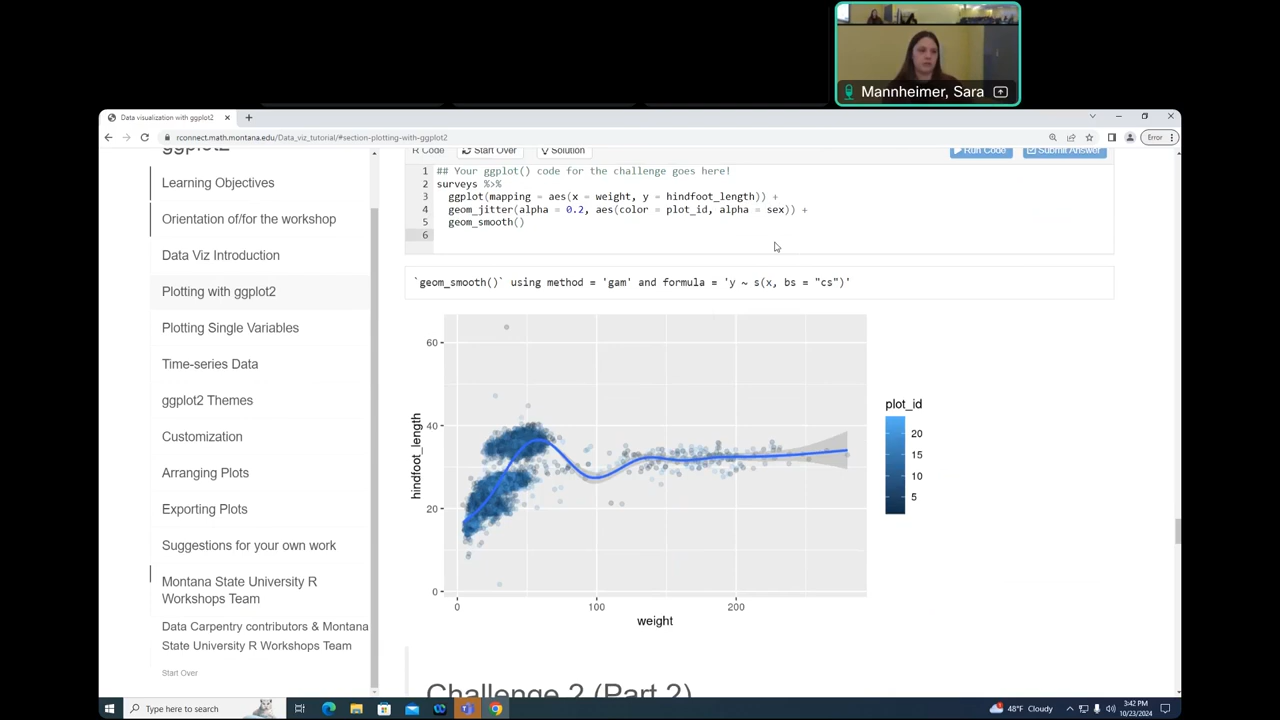 Mannheimer, Sara
Data visualization with ggplot2
rconnect.math.montana.edu/Data_viz_tutorial/#section-plotting-with-ggplot2
Error
ggplot2
Learning Objectives
Orientation of/for the workshop
Data Viz Introduction
Plotting with ggplot2
Plotting Single Variables
Time-series Data
ggplot2 Themes
Customization
Arranging Plots
Exporting Plots
Suggestions for your own work
Montana State University R
Workshops Team
Data Carpentry contributors & Montana
State University R Workshops Team
Start Over
R Code
Start Over
Solution
Run Code
Submit Answer
1 ## Your ggplot() code for the challenge goes here!
2 surveys %>%
3 ggplot(mapping = aes(x = weight, y = hindfoot_length)) +
4 geom_jitter(alpha = 0.2, aes(color = plot_id, alpha = sex)) +
5 geom_smooth()
6
`geom_smooth()` using method = 'gam' and formula = 'y ~ s(x, bs = "cs")'
60
40
20
0
hindfoot_length
0 100 200
weight
plot_id
20
15
10
5
Challenge 2 (Part 2)
Type here to search
48°F Cloudy
3:42 PM
10/23/2024